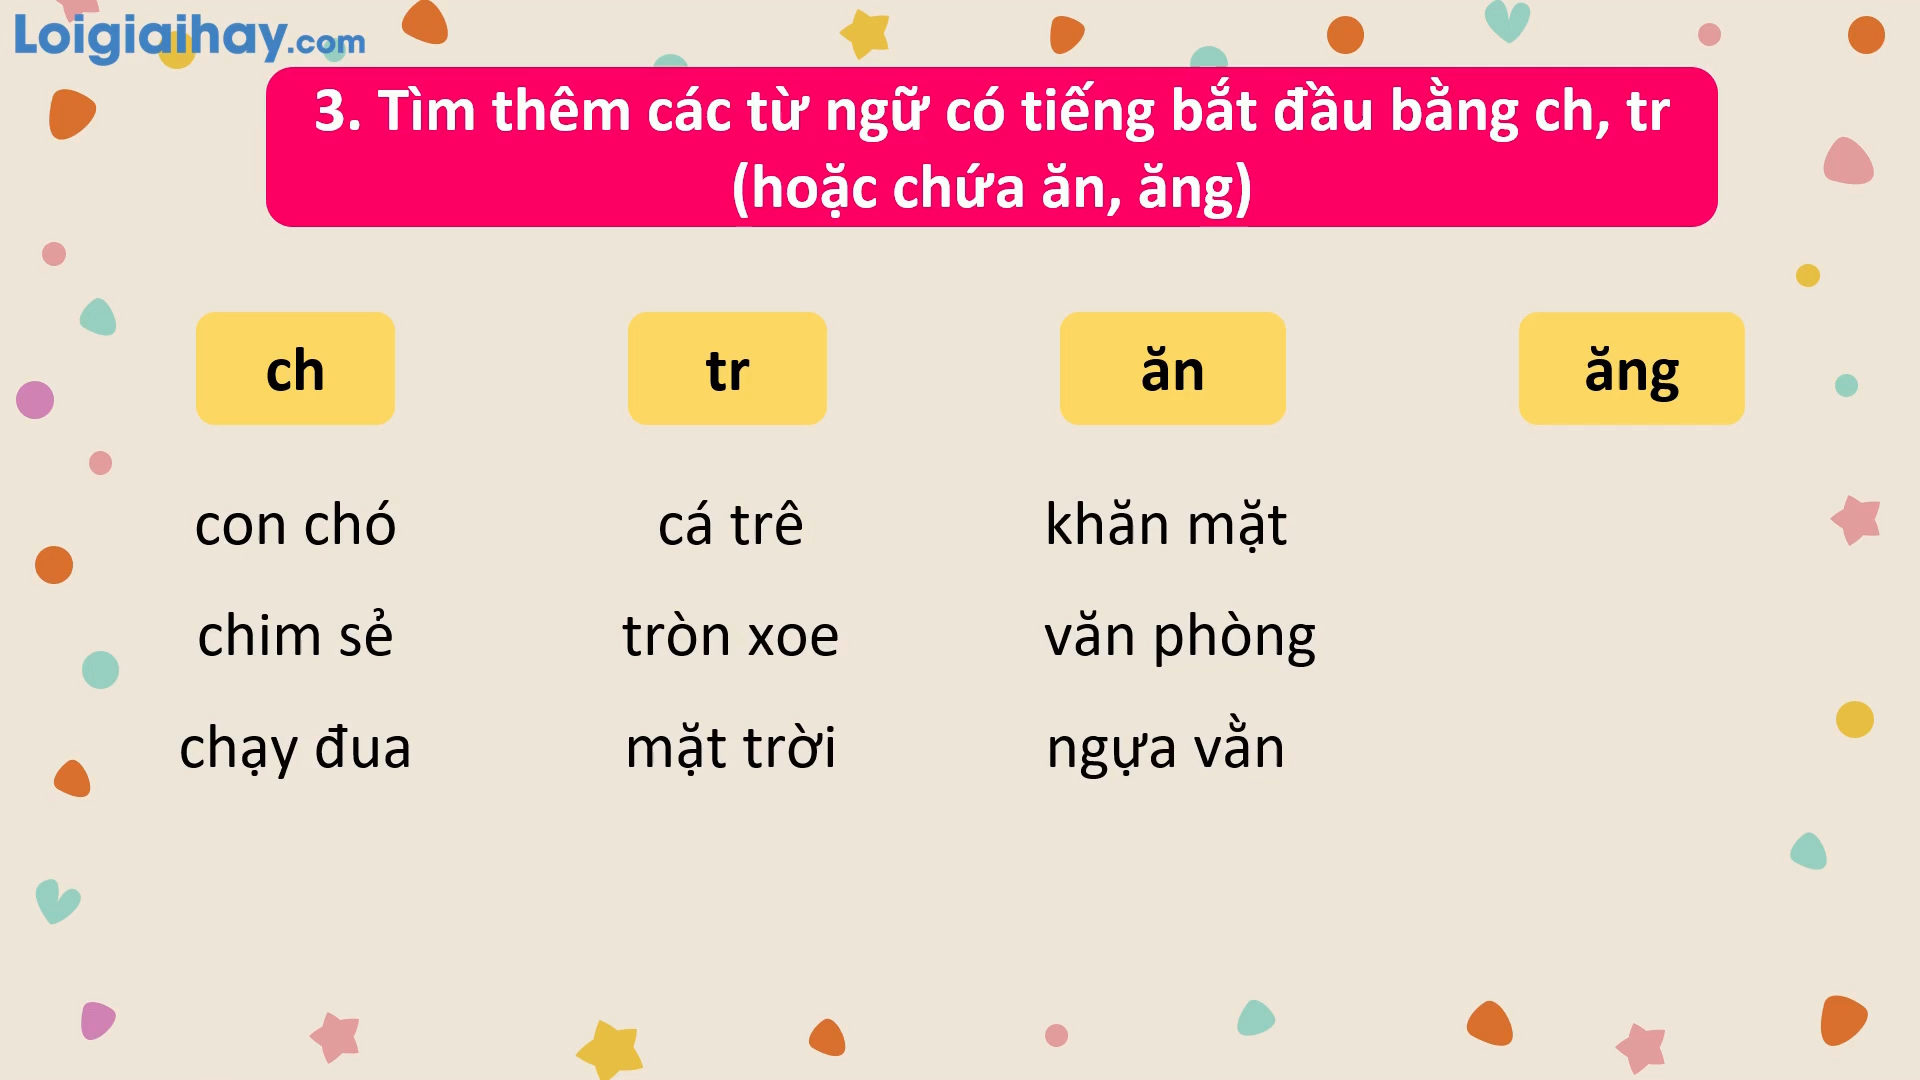 Loigiaihay.com
3. Tìm thêm các từ ngữ có tiếng bắt đầu bằng ch, tr
(hoặc chứa ăn, ăng)
ch tr ăn ăng
con chó cá trê khăn mặt
chim sẻ tròn xoe văn phòng
chạy đua mặt trời ngựa vằn